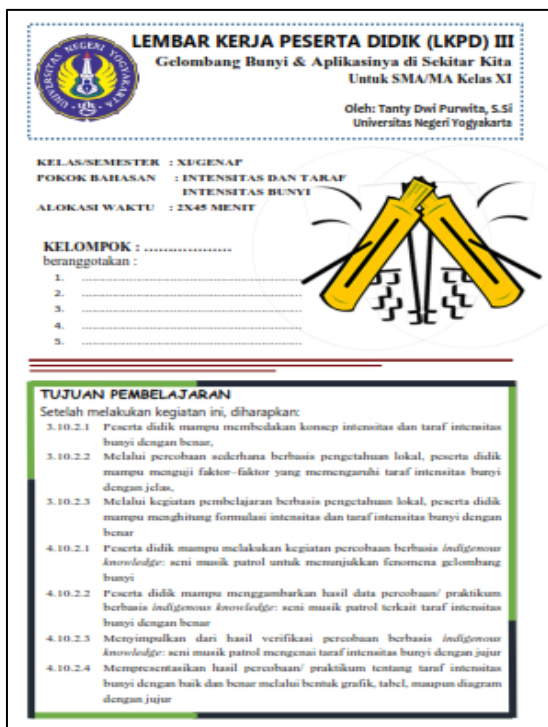 UNIVERSITAS NEGERI YOGYAKARTA
LEMBAR KERJA PESERTA DIDIK (LKPD) III
Gelombang Bunyi & Aplikasinya di Sekitar Kita
Untuk SMA/MA Kelas XI
Oleh: Tanty Dwi Purwita, S.Si
Universitas Negeri Yogyakarta
KELAS/SEMESTER : XI/GENAP
POKOK BAHASAN : INTENSITAS DAN TARAF
INTENSITAS BUNYI
ALOKASI WAKTU : 2X45 MENIT
KELOMPOK : ......................
beranggotakan :
1. ..............................................................
2. ..............................................................
3. ..............................................................
4. ..............................................................
5. ..............................................................
TUJUAN PEMBELAJARAN
Setelah melakukan kegiatan ini, diharapkan:
3.10.2.1 Peserta didik mampu membedakan konsep intensitas dan taraf intensitas
bunyi dengan benar,
3.10.2.2 Melalui percobaan sederhana berbasis pengetahuan lokal, peserta didik
mampu menguji faktor–faktor yang memengaruhi taraf intensitas bunyi
dengan jelas,
3.10.2.3 Melalui kegiatan pembelajaran berbasis pengetahuan lokal, peserta didik
mampu menghitung formulasi intensitas dan taraf intensitas bunyi dengan
benar
4.10.2.1 Peserta didik mampu melakukan kegiatan percobaan berbasis indigenous
knowledge: seni musik patrol untuk menunjukkan fenomena gelombang
bunyi
4.10.2.2 Peserta didik mampu menggambarkan hasil data percobaan/ praktikum
berbasis indigenous knowledge: seni musik patrol terkait taraf intensitas
bunyi dengan benar
4.10.2.3 Menyimpulkan dari hasil verifikasi percobaan berbasis indigenous
knowledge: seni musik patrol mengenai taraf intensitas bunyi dengan jujur
4.10.2.4 Mempresentasikan hasil percobaan/ praktikum tentang taraf intensitas
bunyi dengan baik dan benar melalui bentuk grafik, tabel, maupun diagram
dengan jujur